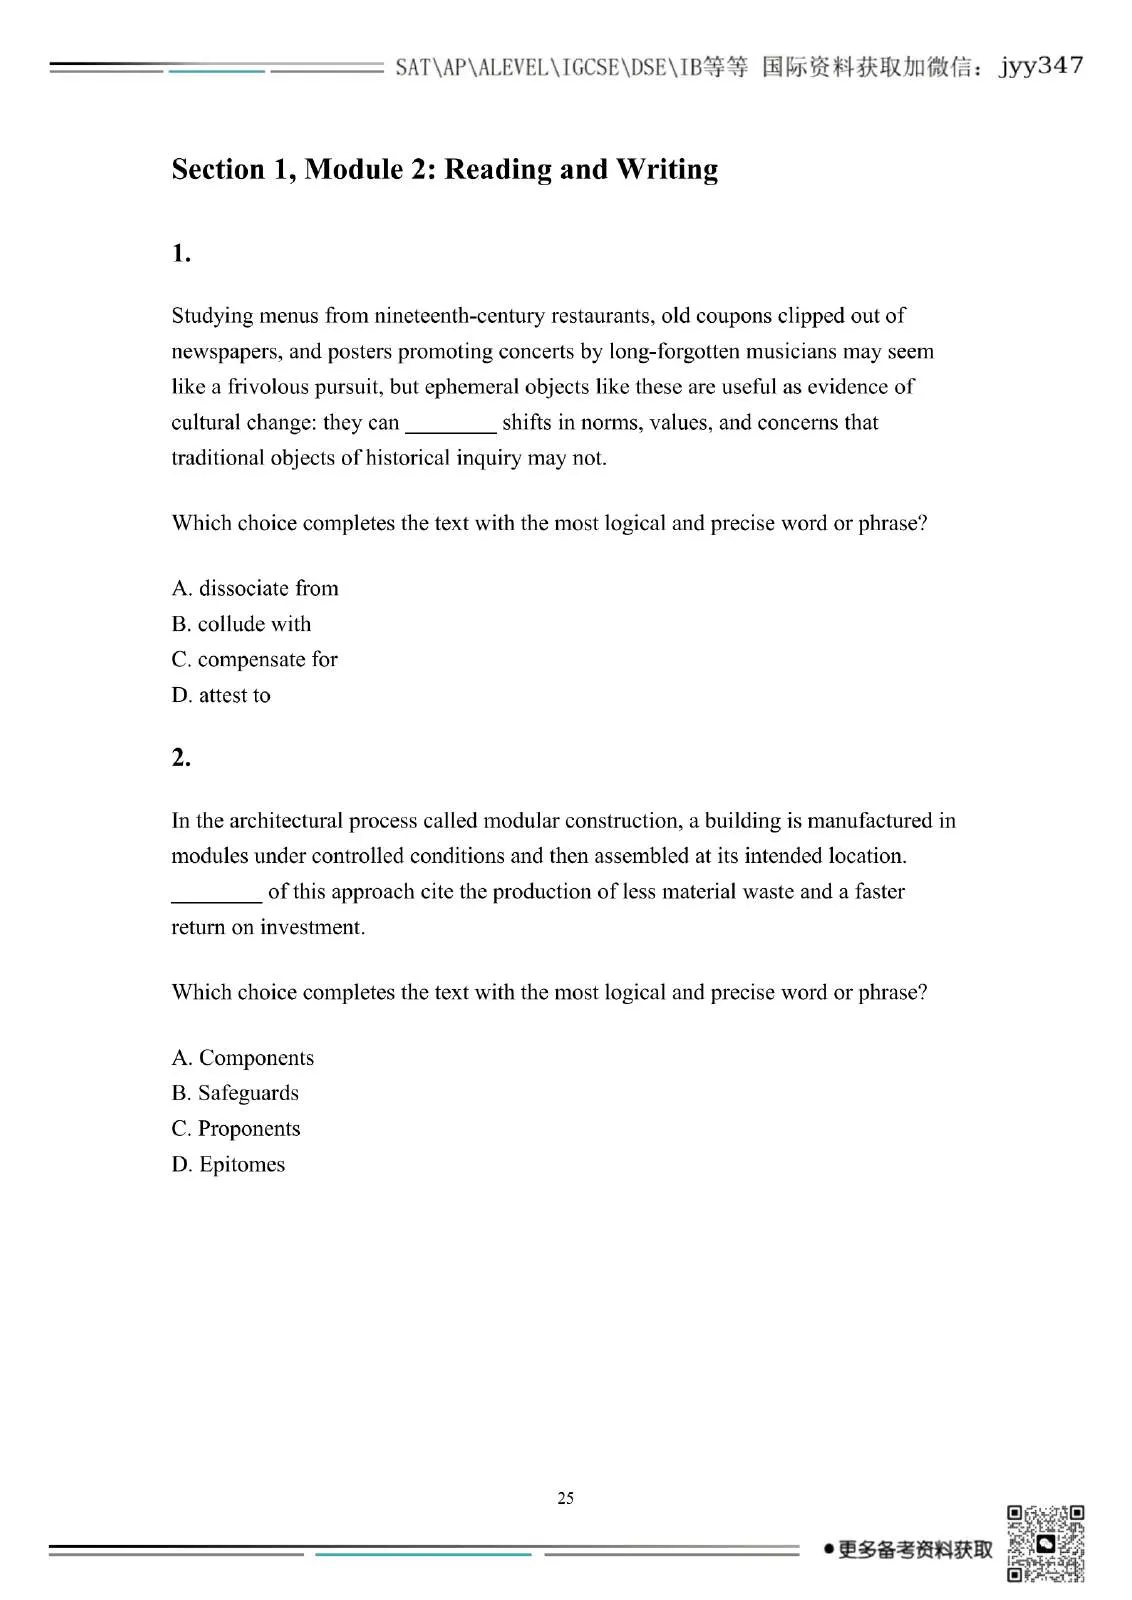 SAT\AP\ALEVEL\IGCSE\DSE\IB等等 国际资料获取加微信: jyy347
Section 1, Module 2: Reading and Writing
1.
Studying menus from nineteenth-century restaurants, old coupons clipped out of
newspapers, and posters promoting concerts by long-forgotten musicians may seem
like a frivolous pursuit, but ephemeral objects like these are useful as evidence of
cultural change: they can ________ shifts in norms, values, and concerns that
traditional objects of historical inquiry may not.
Which choice completes the text with the most logical and precise word or phrase?
A. dissociate from
B. collude with
C. compensate for
D. attest to
2.
In the architectural process called modular construction, a building is manufactured in
modules under controlled conditions and then assembled at its intended location.
________ of this approach cite the production of less material waste and a faster
return on investment.
Which choice completes the text with the most logical and precise word or phrase?
A. Components
B. Safeguards
C. Proponents
D. Epitomes
25
●更多备考资料获取